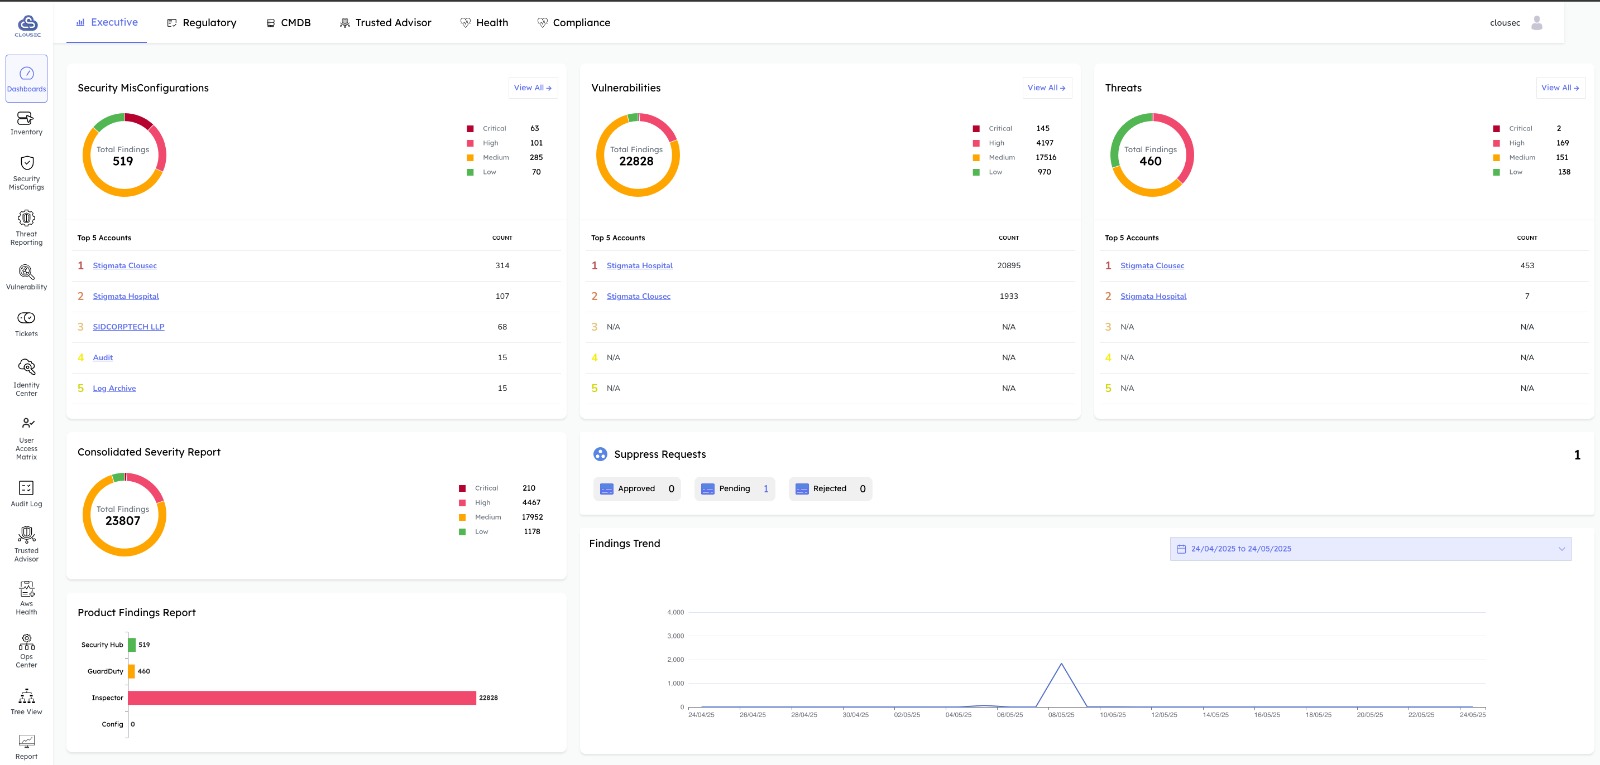 CLOUSEC
Executive
Regulatory
CMDB
Trusted Advisor
Health
Compliance
clousec
Dashboards
Inventory
Security
MisConfigs
Threat
Reporting
Vulnerability
Tickets
Identity
Center
User
Access
Matrix
Audit Log
Trusted
Advisor
Aws
Health
Ops
Center
Tree View
Report
Security MisConfigurations
View All →
Total Findings
519
Critical 63
High 101
Medium 285
Low 70
Top 5 Accounts COUNT
1 Stigmata Clousec 314
2 Stigmata Hospital 107
3 SIDCORPTECH LLP 68
4 Audit 15
5 Log Archive 15
Vulnerabilities
View All →
Total Findings
22828
Critical 145
High 4197
Medium 17516
Low 970
Top 5 Accounts COUNT
1 Stigmata Hospital 20895
2 Stigmata Clousec 1933
3 N/A N/A
4 N/A N/A
5 N/A N/A
Threats
View All →
Total Findings
460
Critical 2
High 169
Medium 151
Low 138
Top 5 Accounts COUNT
1 Stigmata Clousec 453
2 Stigmata Hospital 7
3 N/A N/A
4 N/A N/A
5 N/A N/A
Consolidated Severity Report
Total Findings
23807
Critical 210
High 4467
Medium 17952
Low 1178
Suppress Requests 1
Approved 0
Pending 1
Rejected 0
Product Findings Report
Security Hub 519
GuardDuty 460
Inspector 22828
Config 0
Findings Trend
24/04/2025 to 24/05/2025
4,000
3,000
2,000
1,000
0
24/04/25 26/04/25 28/04/25 30/04/25 02/05/25 04/05/25 06/05/25 08/05/25 10/05/25 12/05/25 14/05/25 16/05/25 18/05/25 20/05/25 22/05/25 24/05/25